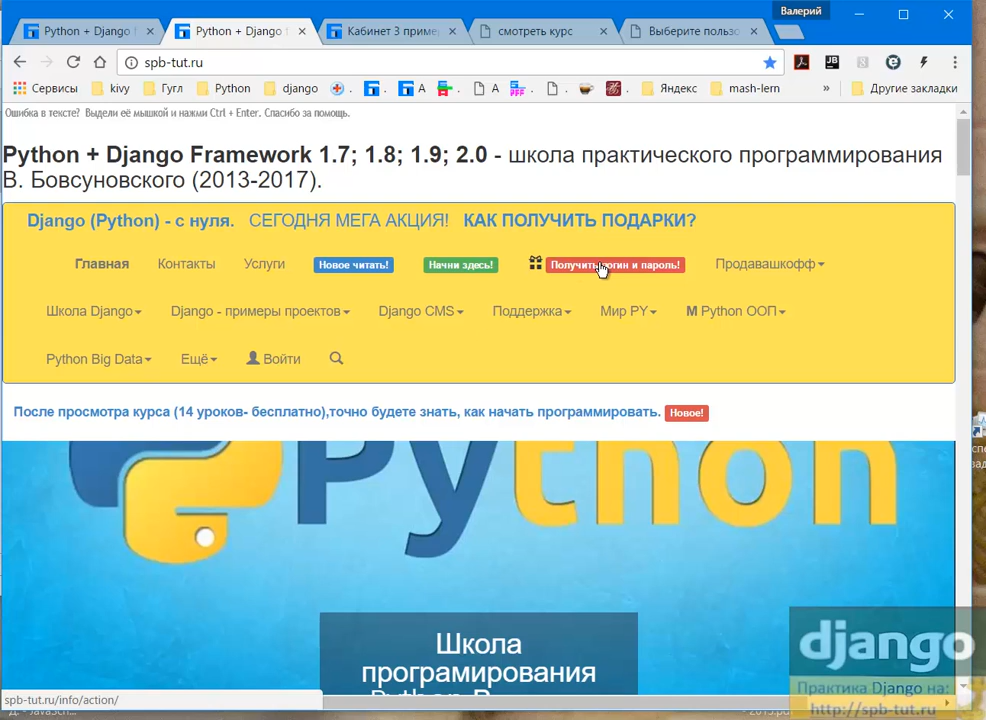 Валерий
Python + Django
Python + Django
Кабинет 3 приме
смотреть курс
Выберите пользо
spb-tut.ru
Сервисы
kivy
Гугл
Python
django
A
A
Яндекс
mash-lern
»
Другие закладки
Ошибка в тексте? Выдели её мышкой и нажми Ctrl + Enter. Спасибо за помощь.
Python + Django Framework 1.7; 1.8; 1.9; 2.0 - школа практического программирования
В. Бовсуновского (2013-2017).
Django (Python) - с нуля. СЕГОДНЯ МЕГА АКЦИЯ! КАК ПОЛУЧИТЬ ПОДАРКИ?
Главная Контакты Услуги Новое читать! Начни здесь! Получить логин и пароль! Продавашкофф
Школа Django Django - примеры проектов Django CMS Поддержка Мир PY М Python ООП
Python Big Data Ещё Войти
После просмотра курса (14 уроков- бесплатно),точно будете знать, как начать программировать. Новое!
Python
Школа
програмирования
django
Практика Django на:
http://spb-tut.ru
spb-tut.ru/info/action/